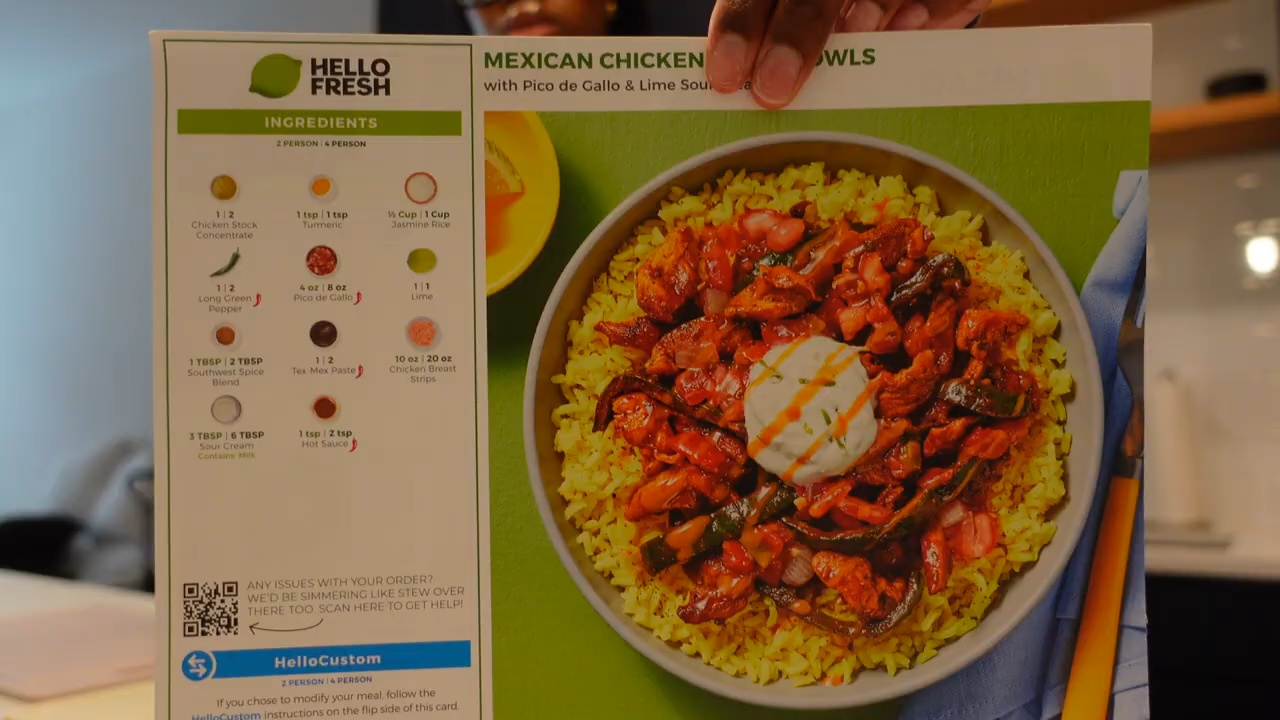 HELLO
FRESH
MEXICAN CHICKEN OWLS
with Pico de Gallo & Lime Sou
INGREDIENTS
2 PERSON | 4 PERSON
1 | 2
Chicken Stock
Concentrate
1 tsp | 1 tsp
Turmeric
½ Cup | 1 Cup
Jasmine Rice
1 | 2
Long Green
Pepper
4 oz | 8 oz
Pico de Gallo
1 | 1
Lime
1 TBSP | 2 TBSP
Southwest Spice
Blend
1 | 2
Tex-Mex Paste
10 oz | 20 oz
Chicken Breast
Strips
3 TBSP | 6 TBSP
Sour Cream
Contains: Milk
1 tsp | 2 tsp
Hot Sauce
ANY ISSUES WITH YOUR ORDER?
WE'D BE SIMMERING LIKE STEW OVER
THERE TOO. SCAN HERE TO GET HELP!
HelloCustom
2 PERSON | 4 PERSON
If you chose to modify your meal, follow the
HelloCustom instructions on the flip side of this card.